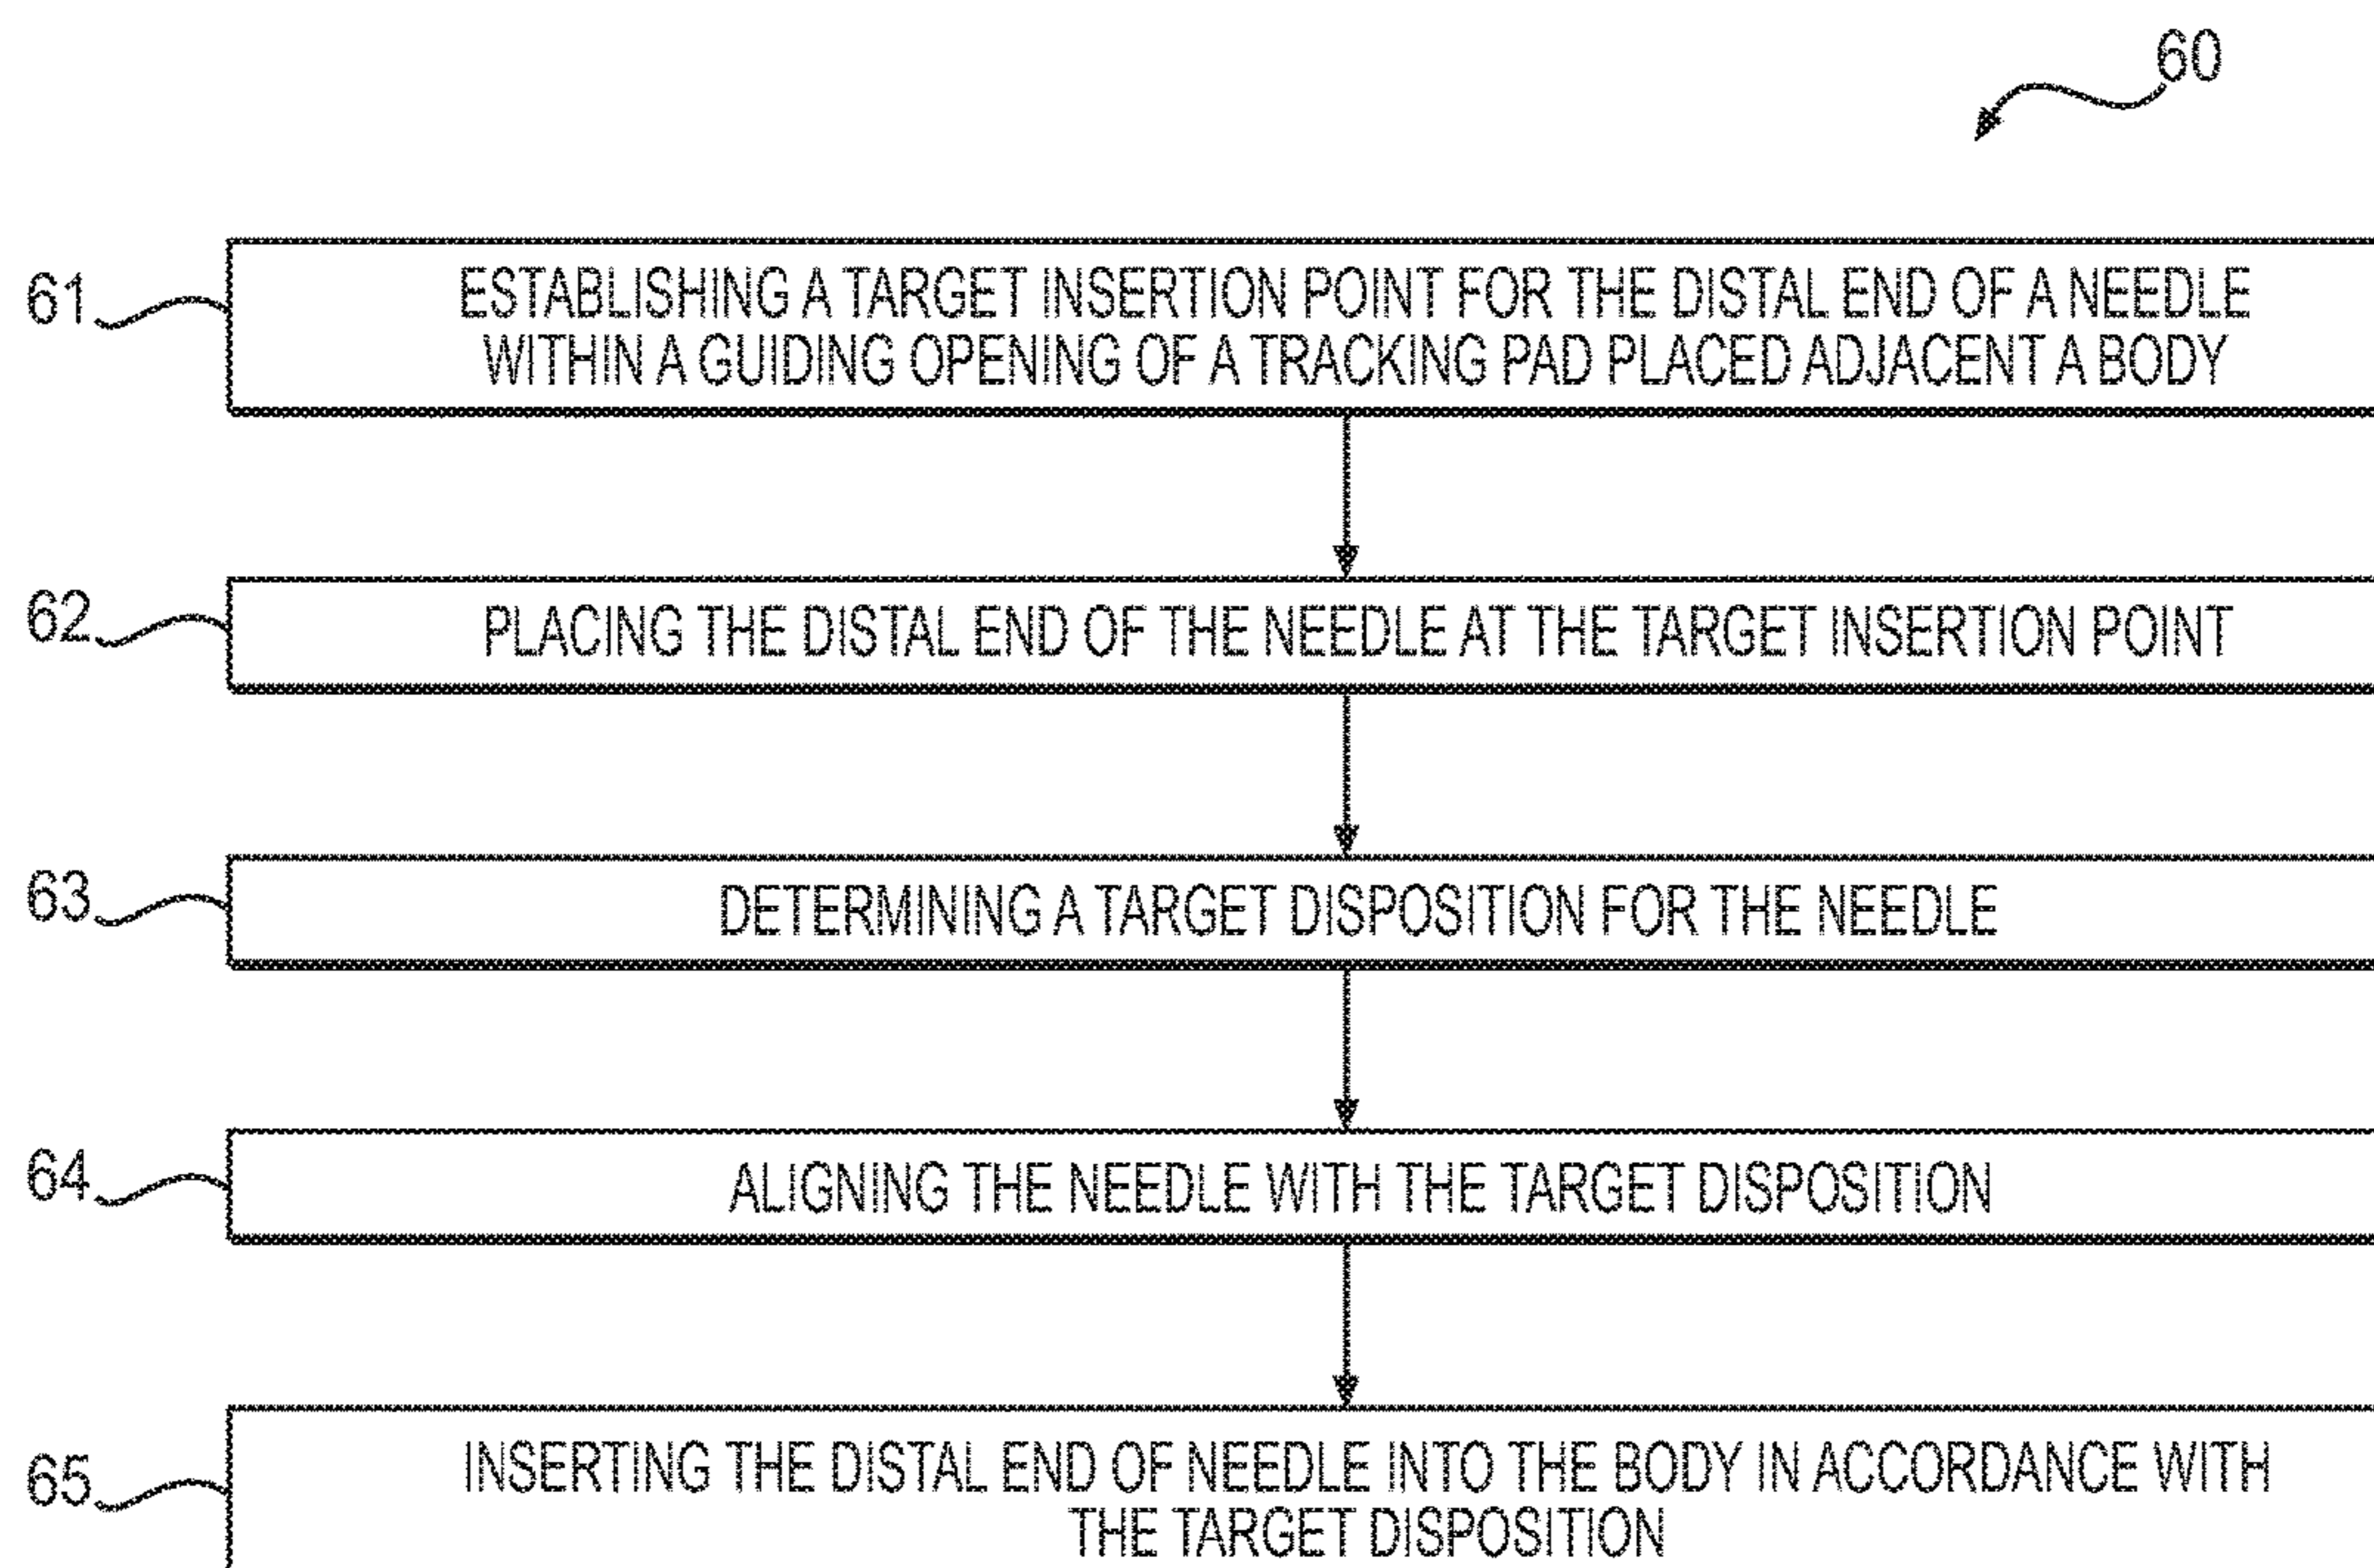 60
61
ESTABLISHING A TARGET INSERTION POINT FOR THE DISTAL END OF A NEEDLE
WITHIN A GUIDING OPENING OF A TRACKING PAD PLACED ADJACENT A BODY
62
PLACING THE DISTAL END OF THE NEEDLE AT THE TARGET INSERTION POINT
63
DETERMINING A TARGET DISPOSITION FOR THE NEEDLE
64
ALIGNING THE NEEDLE WITH THE TARGET DISPOSITION
65
INSERTING THE DISTAL END OF NEEDLE INTO THE BODY IN ACCORDANCE WITH
THE TARGET DISPOSITION